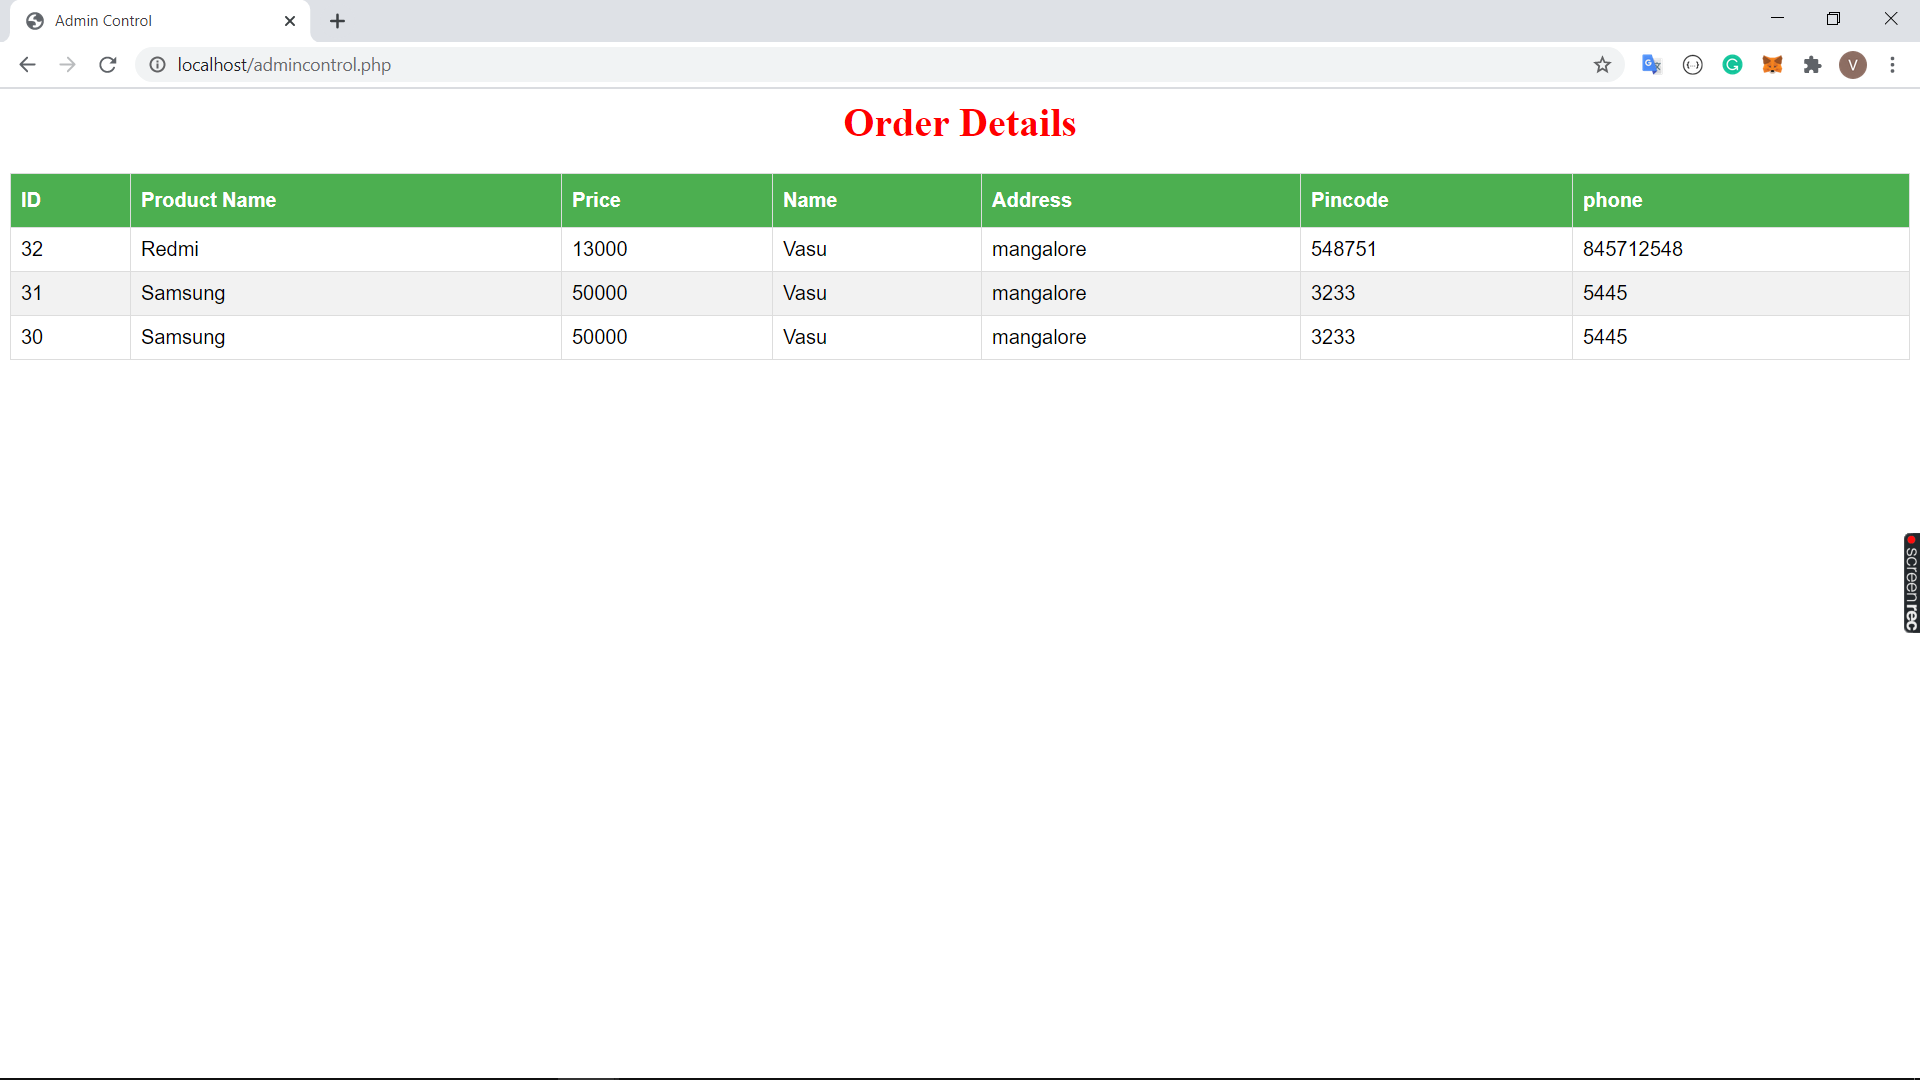 Admin Control
localhost/admincontrol.php
V
Order Details
ID Product Name Price Name Address Pincode phone
32 Redmi 13000 Vasu mangalore 548751 845712548
31 Samsung 50000 Vasu mangalore 3233 5445
30 Samsung 50000 Vasu mangalore 3233 5445
screenrec